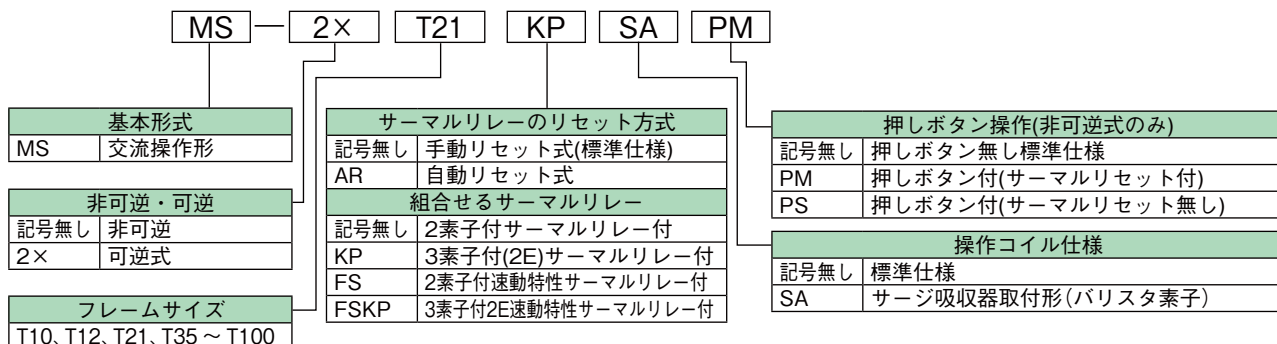 MS — 2× T21 KP SA PM
基本形式
MS 交流操作形
非可逆・可逆
記号無し 非可逆
2× 可逆式
フレームサイズ
T10、T12、T21、T35 ~ T100
サーマルリレーのリセット方式
記号無し 手動リセット式(標準仕様)
AR 自動リセット式
組合せるサーマルリレー
記号無し 2素子付サーマルリレー付
KP 3素子付(2E)サーマルリレー付
FS 2素子付速動特性サーマルリレー付
FSKP 3素子付2E速動特性サーマルリレー付
押しボタン操作(非可逆式のみ)
記号無し 押しボタン無し標準仕様
PM 押しボタン付(サーマルリセット付)
PS 押しボタン付(サーマルリセット無し)
操作コイル仕様
記号無し 標準仕様
SA サージ吸収器取付形(バリスタ素子)